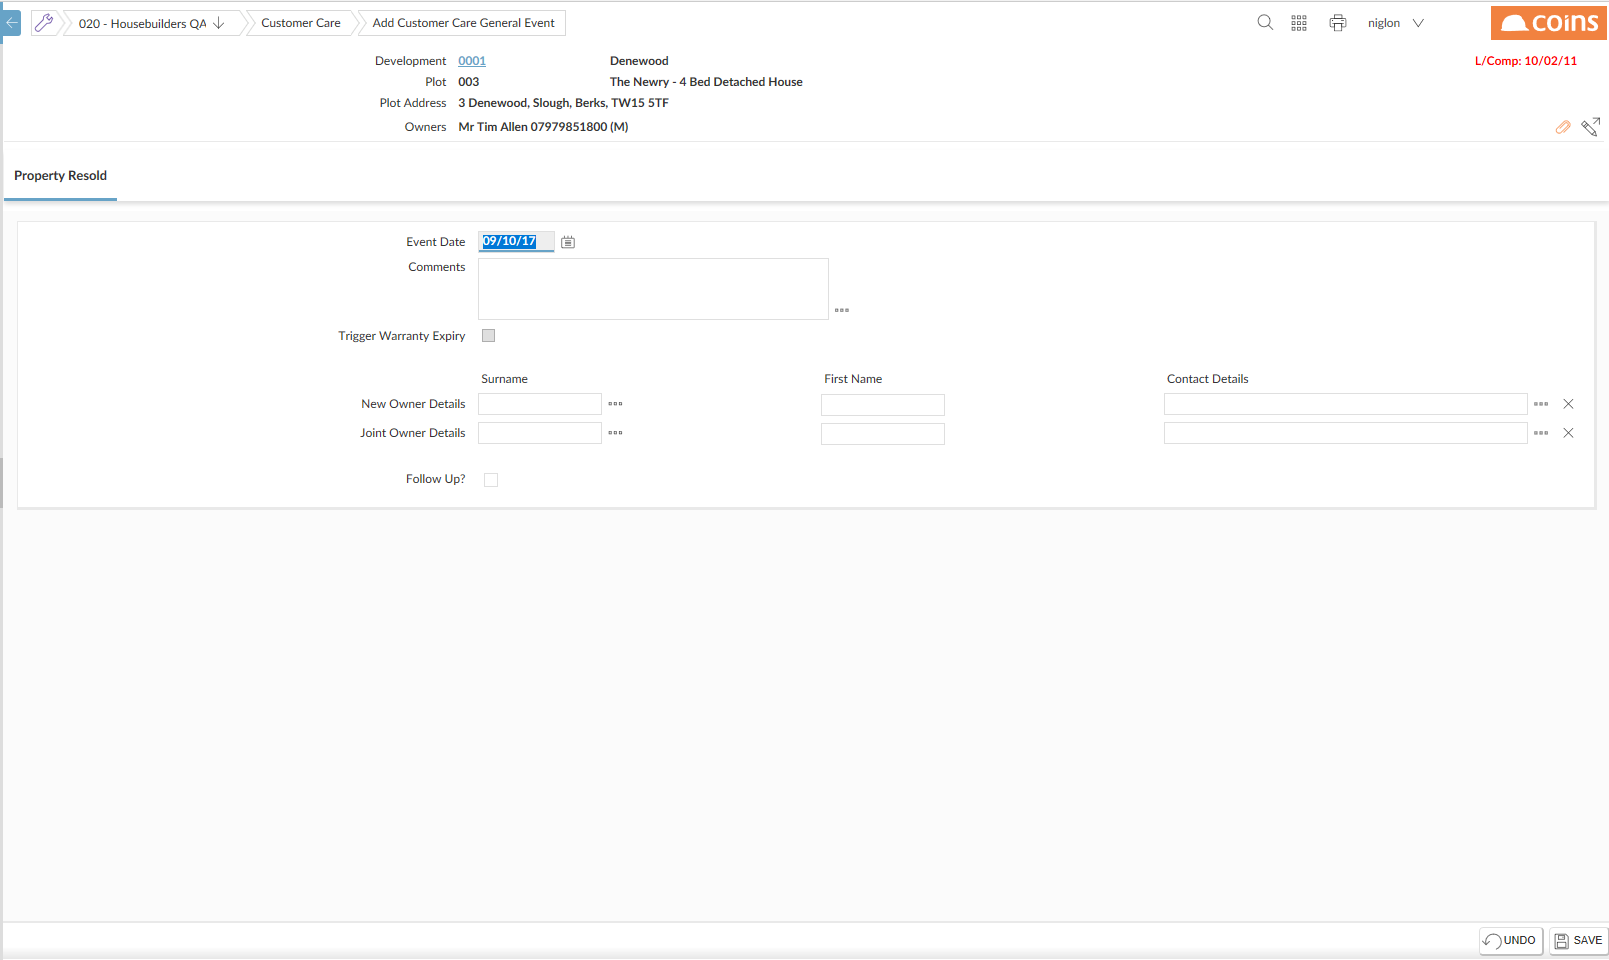 020 - Housebuilders QA
Customer Care
Add Customer Care General Event
niglon
coins
Development 0001 Denewood
L/Comp: 10/02/11
Plot 003 The Newry - 4 Bed Detached House
Plot Address 3 Denewood, Slough, Berks, TW15 5TF
Owners Mr Tim Allen 07979851800 (M)
Property Resold
Event Date 09/10/17
Comments
Trigger Warranty Expiry
Surname First Name Contact Details
New Owner Details
Joint Owner Details
Follow Up?
UNDO SAVE